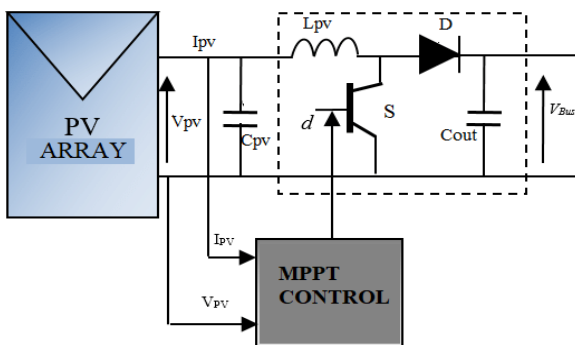 Lpv
D
Ipv
PV
ARRAY
Vpv
Cpv
d
S
Cout
VBus
IPV
VPV
MPPT
CONTROL